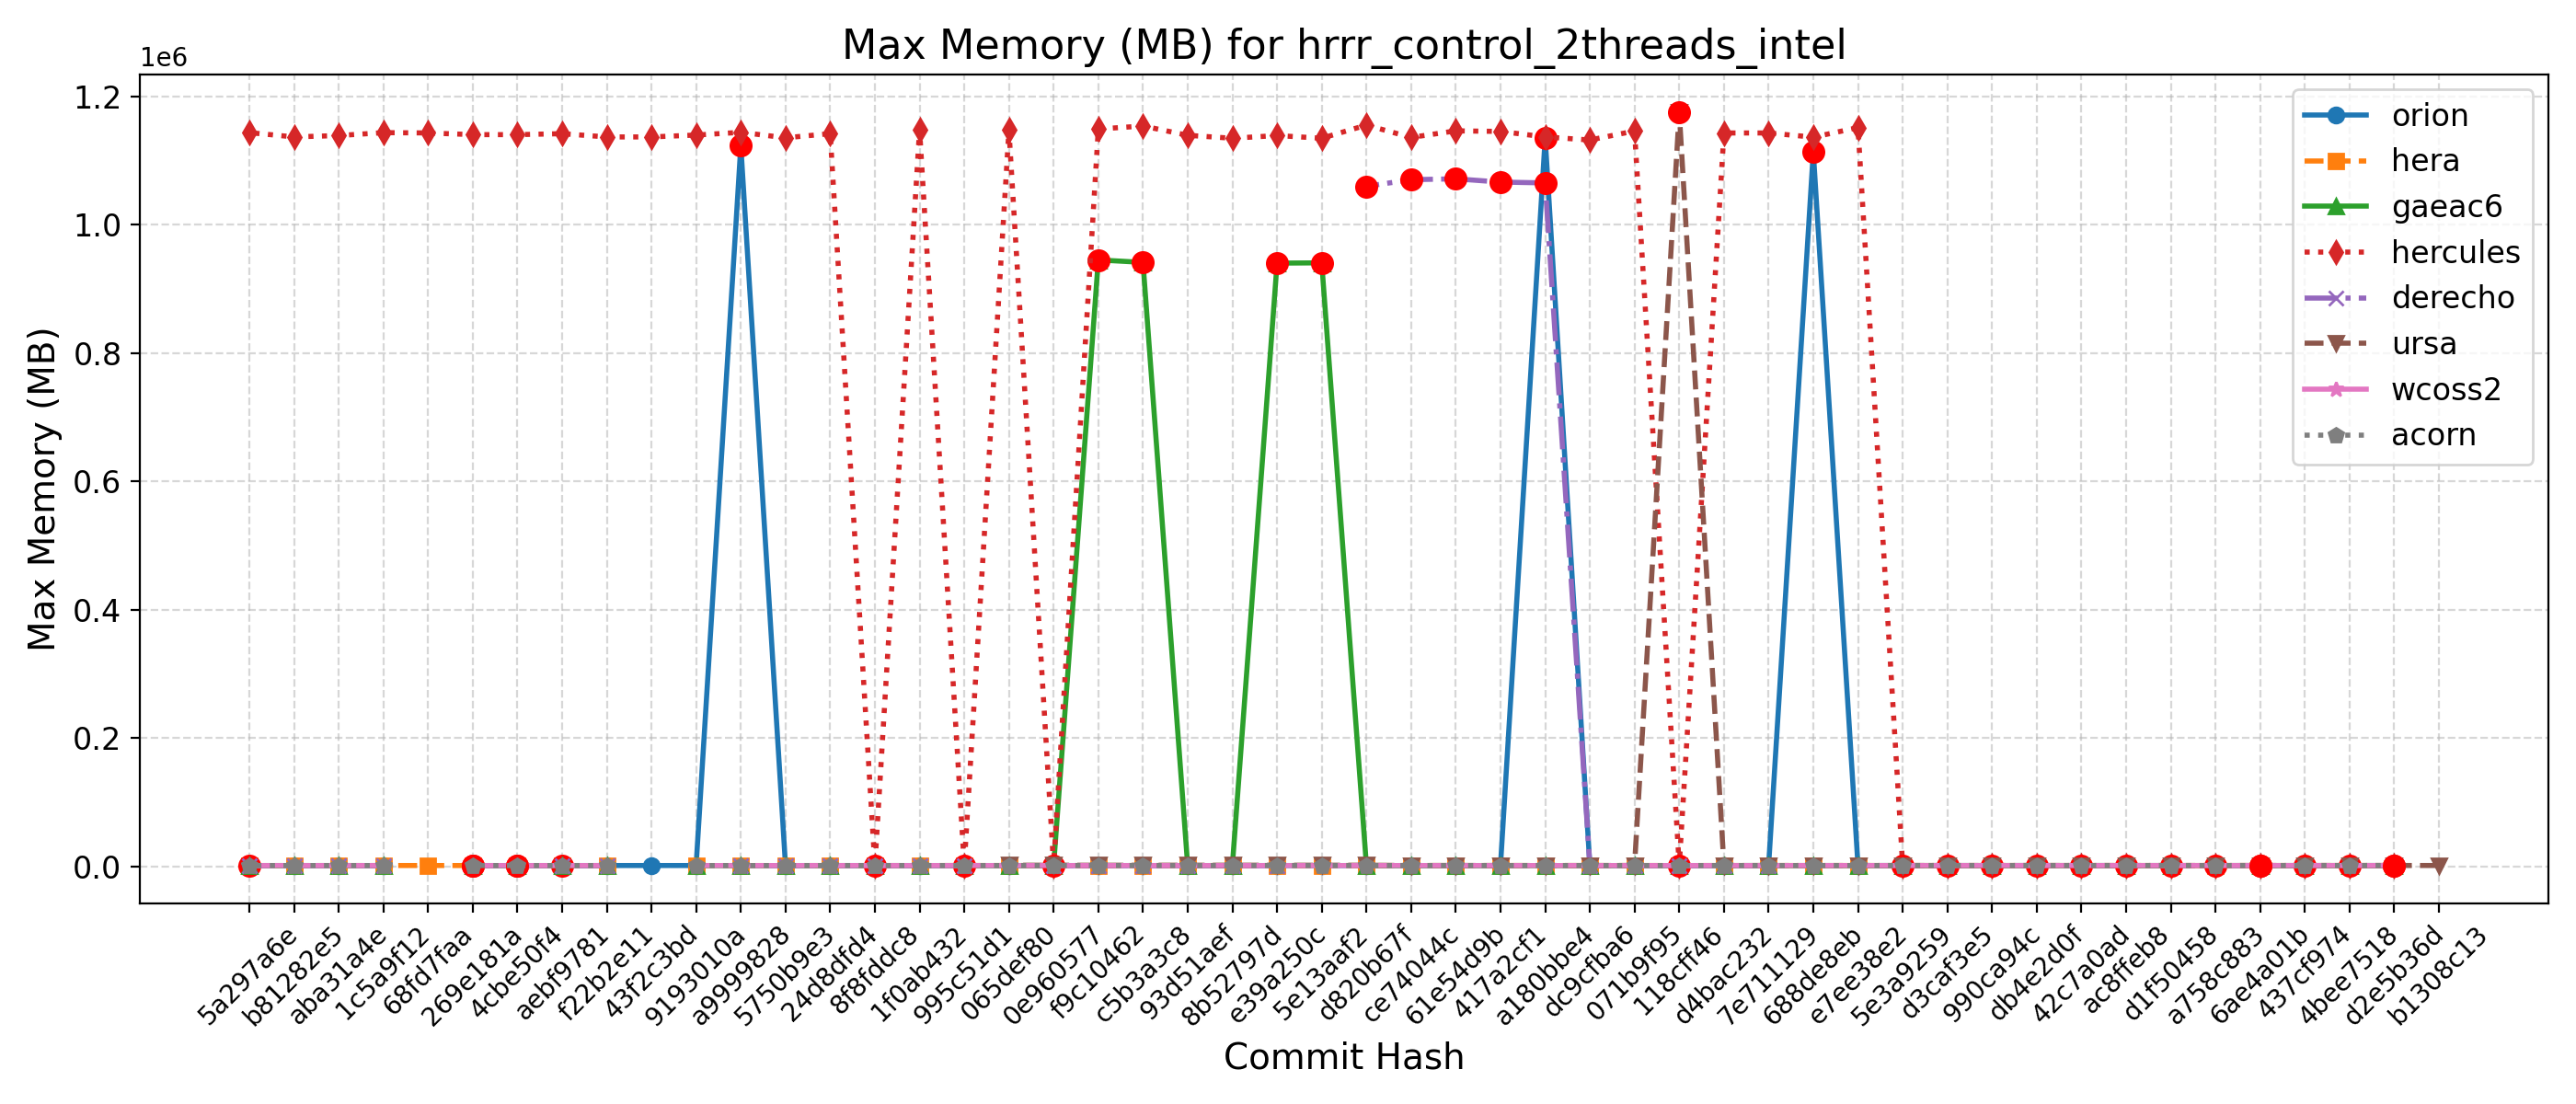 Max Memory (MB) for hrrr_control_2threads_intel
1e6
1.2
1.0
0.8
0.6
0.4
0.2
0.0
Max Memory (MB)
orion
hera
gaeac6
hercules
derecho
ursa
wcoss2
acorn
5a297a6e
b81282e5
aba31a4e
1c5a9f12
68fd7faa
269e181a
4cbe50f4
aebf9781
f22b2e11
43f2c3bd
9193010a
a9999828
5750b9e3
24d8dfd4
8f8fddc8
1f0ab432
995c51d1
065def80
0e960577
f9c10462
c5b3a3c8
93d51aef
8b52797d
e39a250c
5e13aaf2
d820b67f
ce74044c
61e54d9b
417a2cf1
a180bbe4
dc9cfba6
071b9f95
118cff46
d4bac232
7e711129
688de8eb
e7ee38e2
5e3a9259
d3caf3e5
990ca94c
db4e2d0f
42c7a0ad
ac8ffeb8
d1f50458
a758c883
6ae4a01b
437cf974
4bee7518
d2e5b36d
b1308c13
Commit Hash